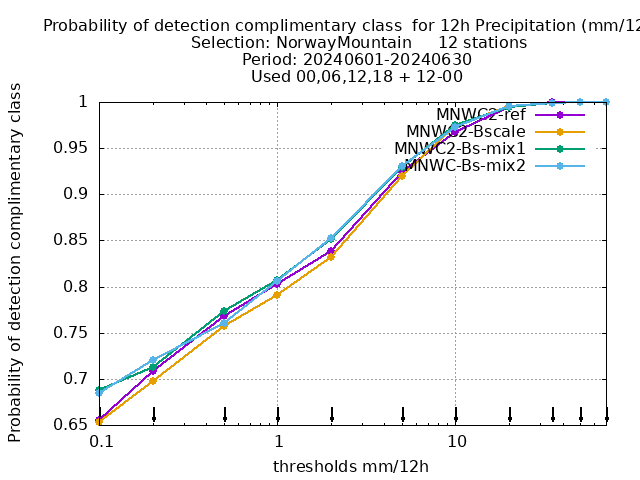 Probability of detection complimentary class  for 12h Precipitation (mm/12
Selection: NorwayMountain     12 stations
Period: 20240601-20240630
Used 00,06,12,18 + 12-00
Probability of detection complimentary class
1
0.95
0.9
0.85
0.8
0.75
0.7
0.65
MNWC2-ref
MNWC2-Bscale
MNWC2-Bs-mix1
MNWC-Bs-mix2
0.1 1 10
thresholds mm/12h